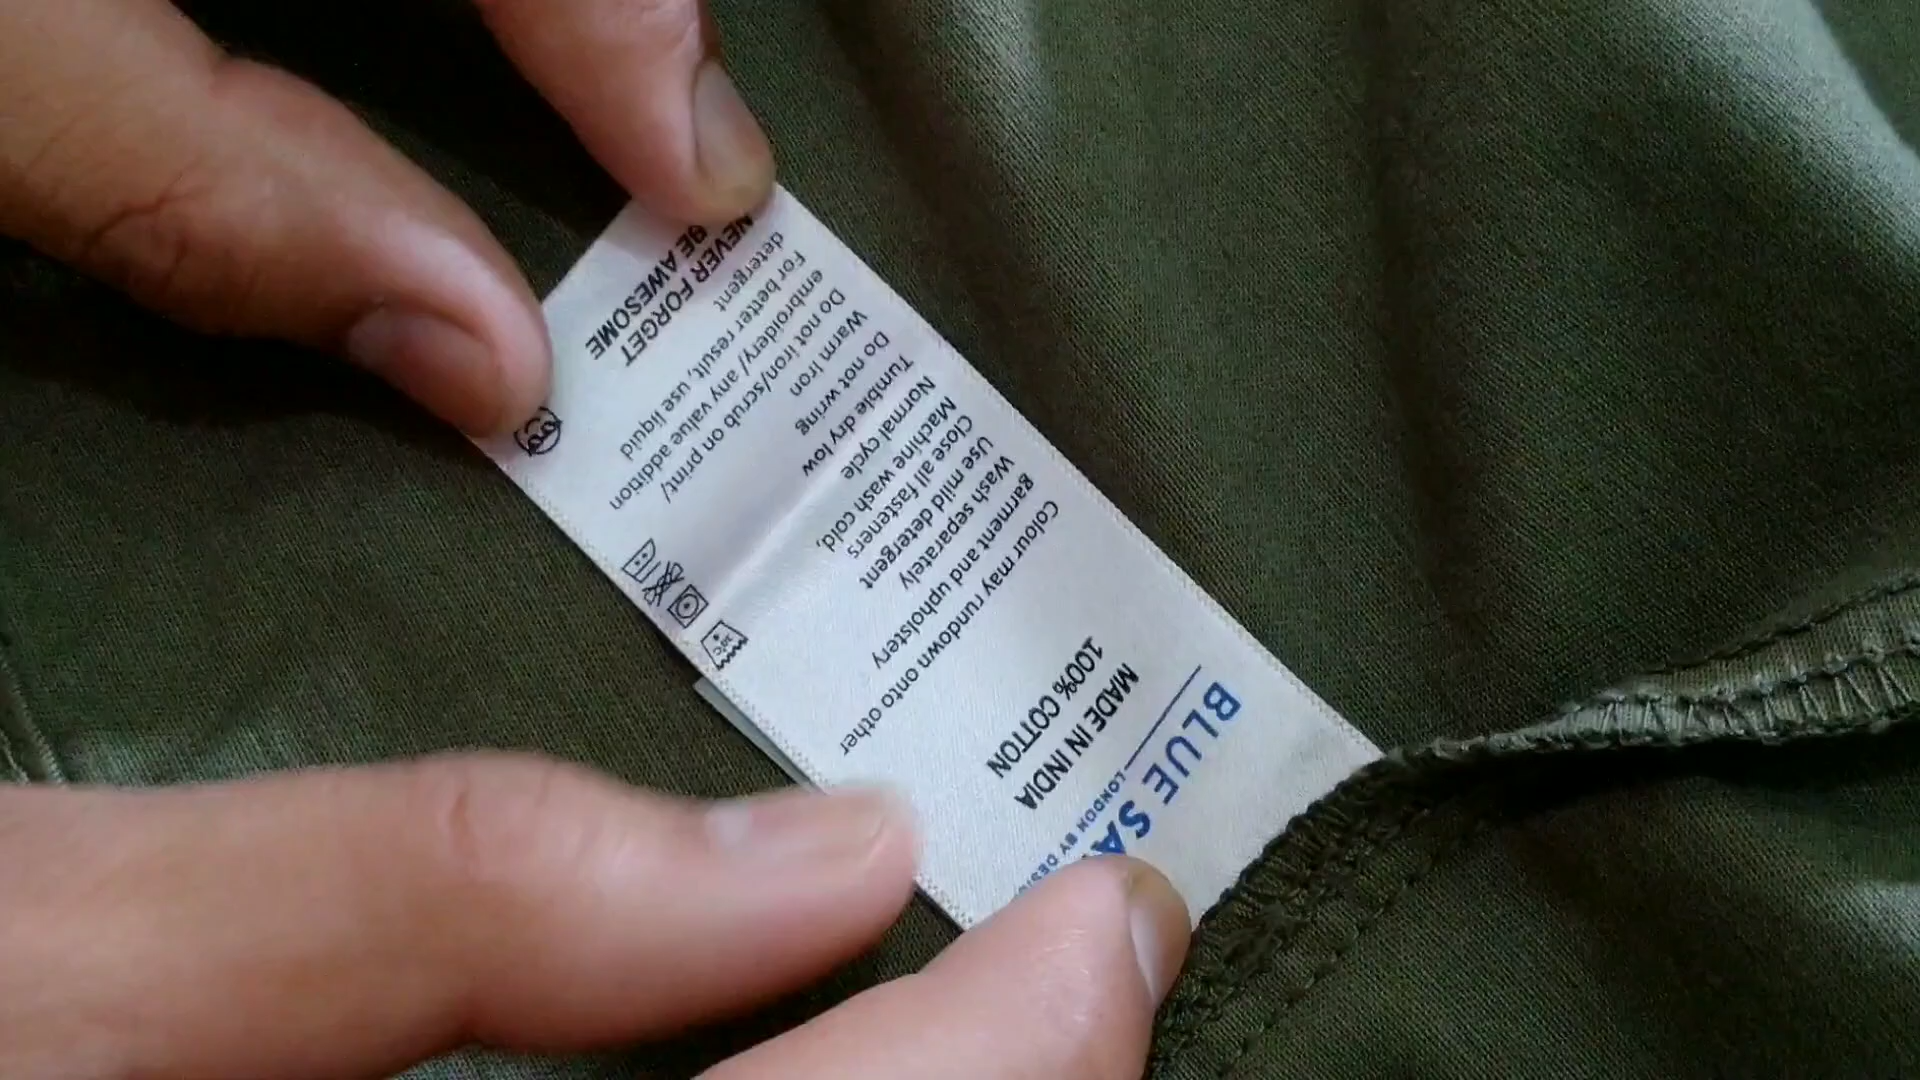 BLUE SA
LONDON BY DESIG
MADE IN INDIA
100% COTTON
Colour may rundown onto other
garment and upholstery
Wash separately
Use mild detergent
Close all fasteners
Machine wash cold,
Normal cycle
Tumble dry low
Do not wring
Warm iron
Do not iron/scrub on print/
embroidery/ any value addition
For better result, use liquid
detergent
NEVER FORGET
BE AWESOME
30°C